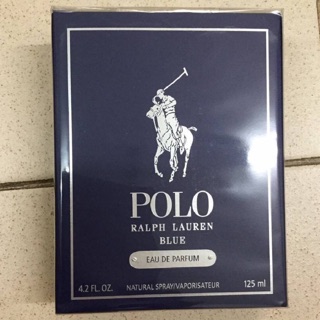 POLO
RALPH LAUREN
BLUE
EAU DE PARFUM
4.2 FL. OZ. NATURAL SPRAY/VAPORISATEUR 125 ml